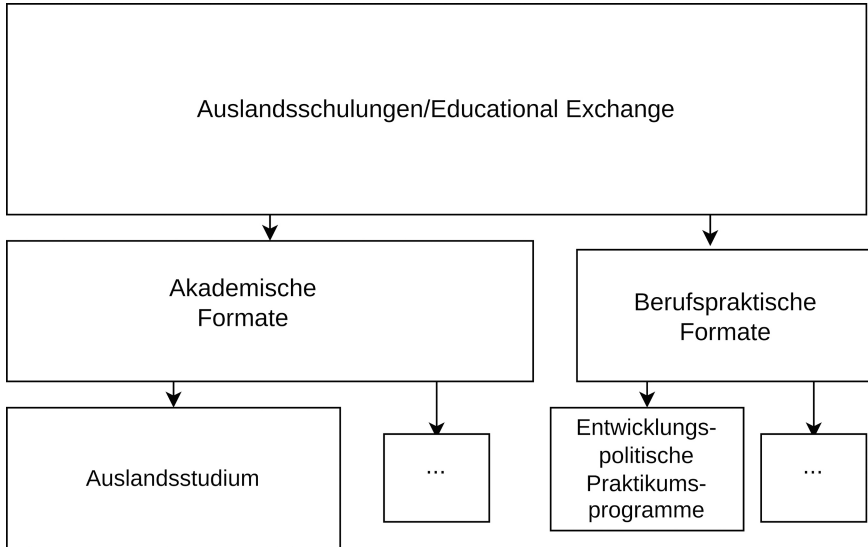 Auslandsschulungen/Educational Exchange
Akademische
Formate
Berufspraktische
Formate
Auslandsstudium
...
Entwicklungs-
politische
Praktikums-
programme
...